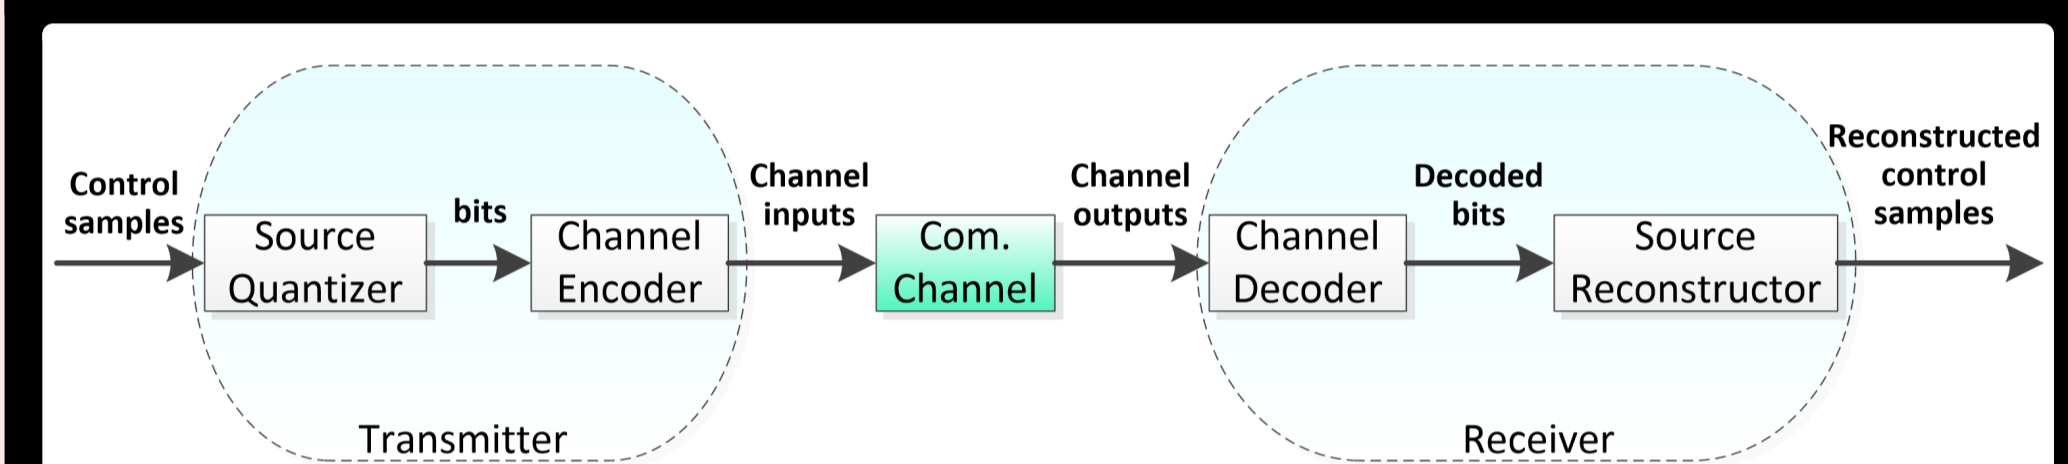 Control
samples
Source
Quantizer
bits
Channel
Encoder
Transmitter
Channel
inputs
Com.
Channel
Channel
outputs
Channel
Decoder
Decoded
bits
Source
Reconstructor
Receiver
Reconstructed
control
samples